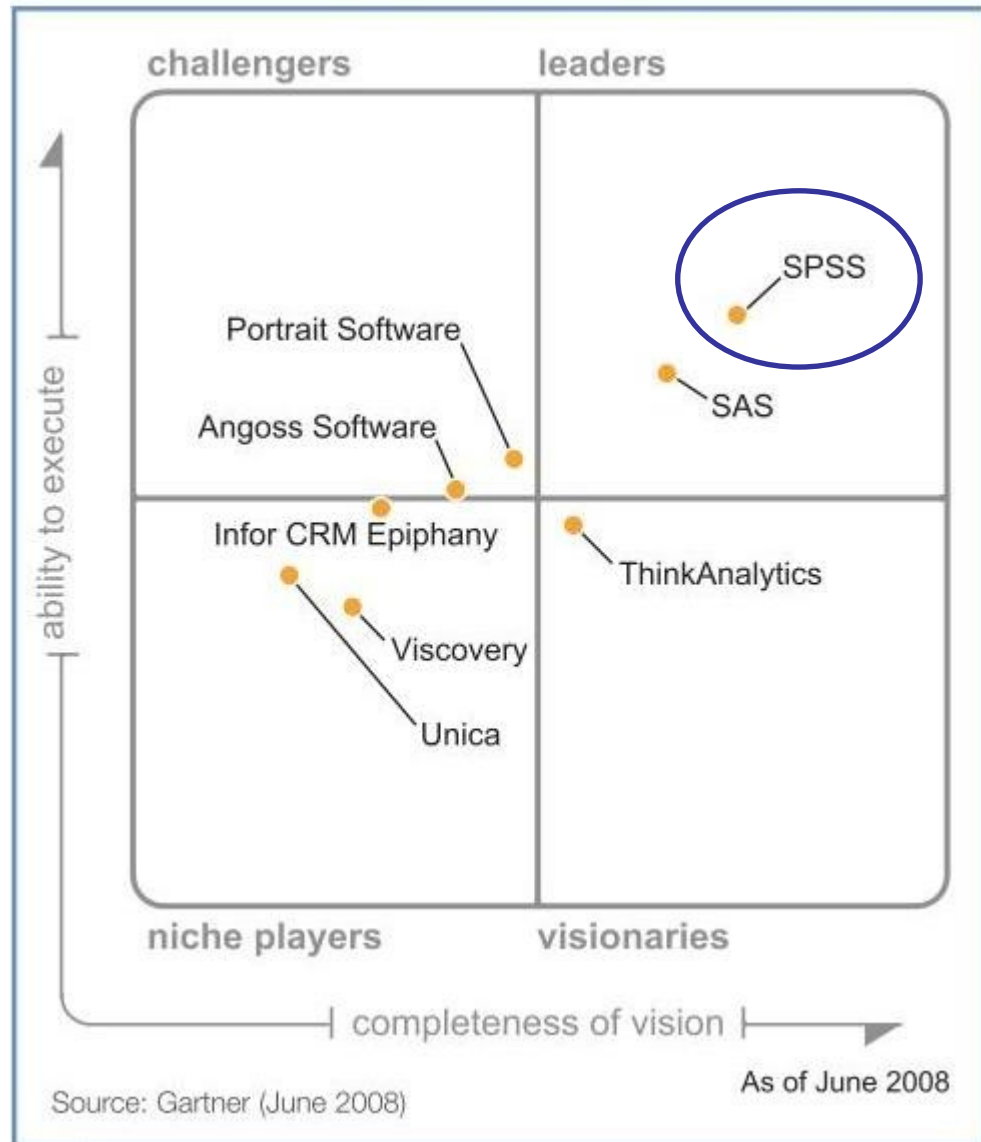 challengers
leaders
SPSS
Portrait Software
SAS
Angoss Software
ability to execute
Infor CRM Epiphany
ThinkAnalytics
Viscovery
Unica
niche players
visionaries
completeness of vision
As of June 2008
Source: Gartner (June 2008)